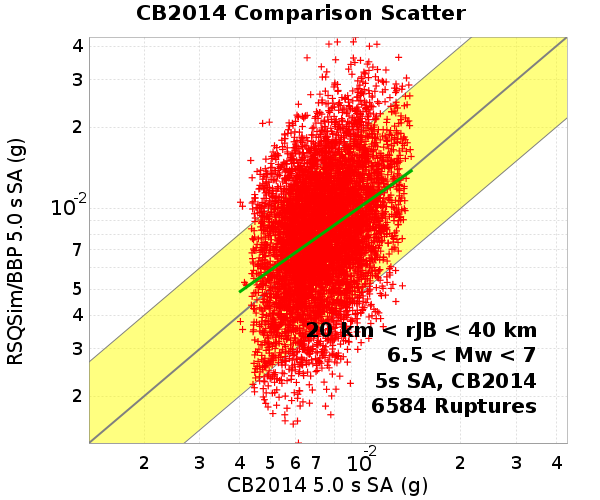 CB2014 Comparison Scatter
RSQSim/BBP 5.0 s SA (g)
4
3
2
10-2
7
5
4
3
2
20 km < rJB < 40 km
6.5 < Mw < 7
5s SA, CB2014
6584 Ruptures
2 3 4 5 6 7 10-2 2 3 4
CB2014 5.0 s SA (g)